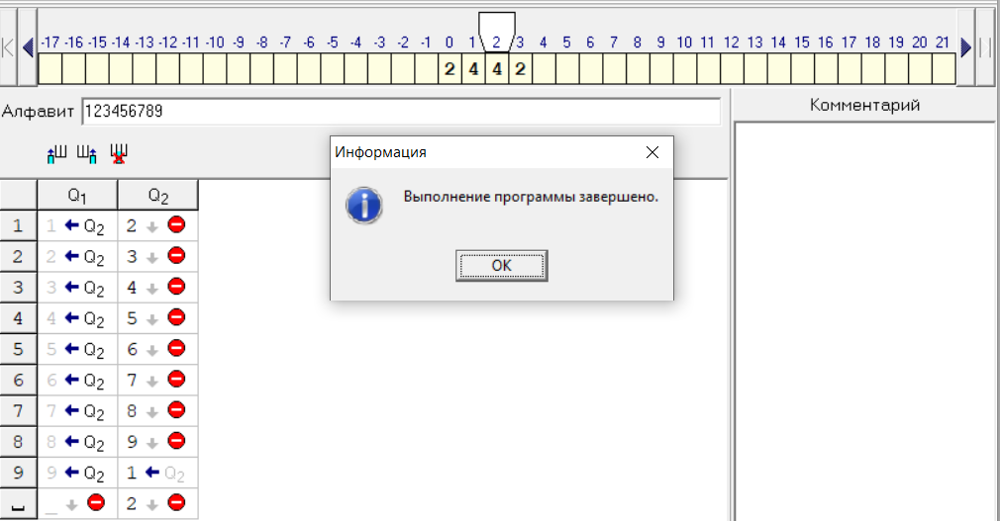 -17 -16 -15 -14 -13 -12 -11 -10 -9 -8 -7 -6 -5 -4 -3 -2 -1 0 1 2 3 4 5 6 7 8 9 10 11 12 13 14 15 16 17 18 19 20 21
2 4 4 2
Алфавит 123456789
Комментарий
Информация
Выполнение программы завершено.
OK
Q1 Q2
1 1 ← Q2 2 ↓
2 2 ← Q2 3 ↓
3 3 ← Q2 4 ↓
4 4 ← Q2 5 ↓
5 5 ← Q2 6 ↓
6 6 ← Q2 7 ↓
7 7 ← Q2 8 ↓
8 8 ← Q2 9 ↓
9 9 ← Q2 1 ← Q2
␣ _ ↓ 2 ↓